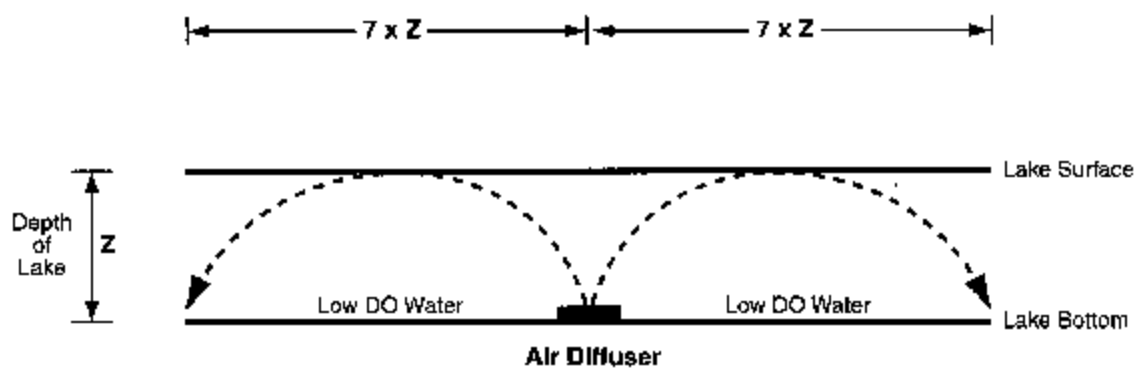 7 x Z
7 x Z
Lake Surface
Depth
of
Lake
Z
Low DO Water
Low DO Water
Lake Bottom
Air Diffuser